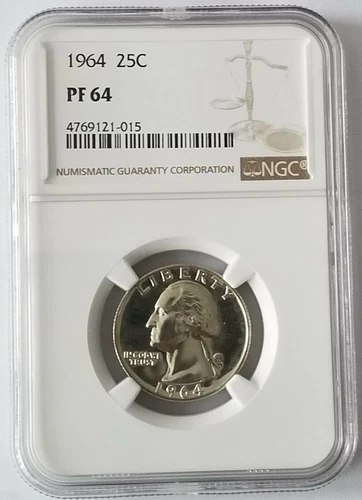 1964 25C
PF 64
4769121-015
NUMISMATIC GUARANTY CORPORATION
NGC®
LIBERTY
IN GOD WE
TRUST
1964